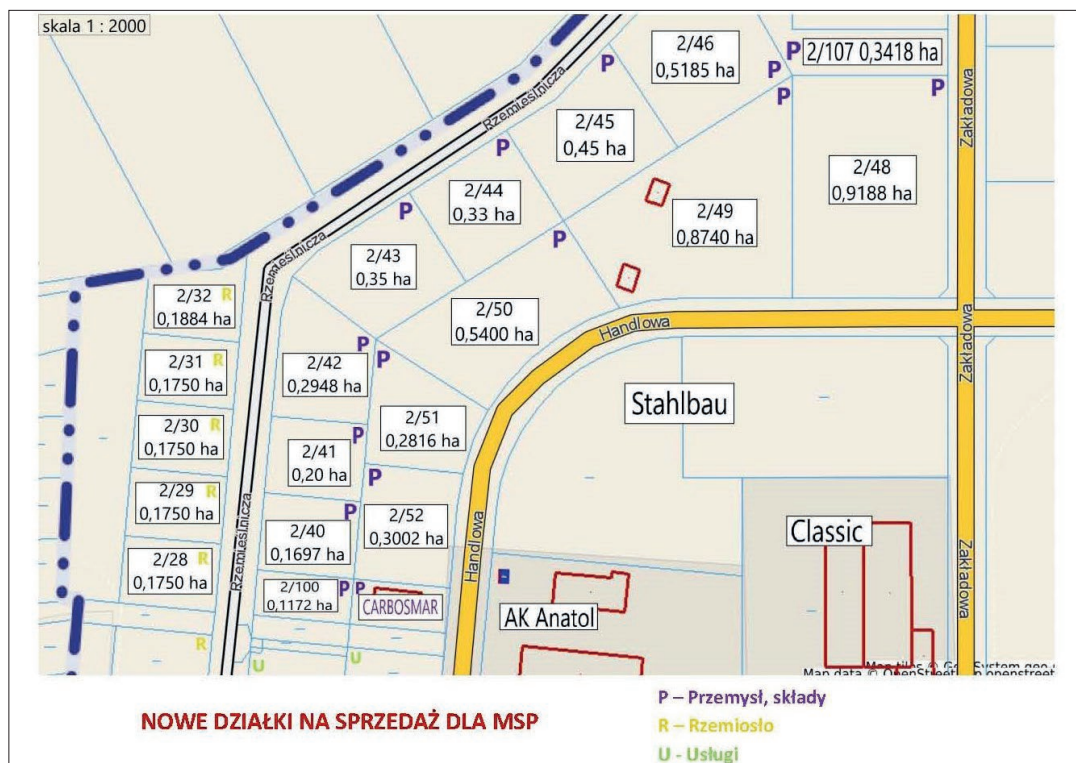 skala 1 : 2000
2/46
0,5185 ha
P
P
P
2/107 0,3418 ha
P
P
Rzemieślnicza
2/45
0,45 ha
Zakładowa
P
2/44
0,33 ha
2/48
0,9188 ha
P
2/49
0,8740 ha
P
2/43
0,35 ha
Rzemieślnicza
2/32 R
0,1884 ha
2/50
0,5400 ha
Handlowa
Zakładowa
P
P
2/42
0,2948 ha
2/31 R
0,1750 ha
Stahlbau
2/51
0,2816 ha
2/30 R
0,1750 ha
P
2/41
0,20 ha
P
2/29 R
0,1750 ha
P
2/52
0,3002 ha
2/40
0,1697 ha
Classic
Rzemieślnicza
Handlowa
Zakładowa
2/28 R
0,1750 ha
2/100
0,1172 ha
P
P
CARBOSMAR
AK Anatol
R
U
U
Map data © OpenStreetMap openstreet
NOWE DZIAŁKI NA SPRZEDAŻ DLA MSP
P – Przemysł, składy
R – Rzemiosło
U - Usługi